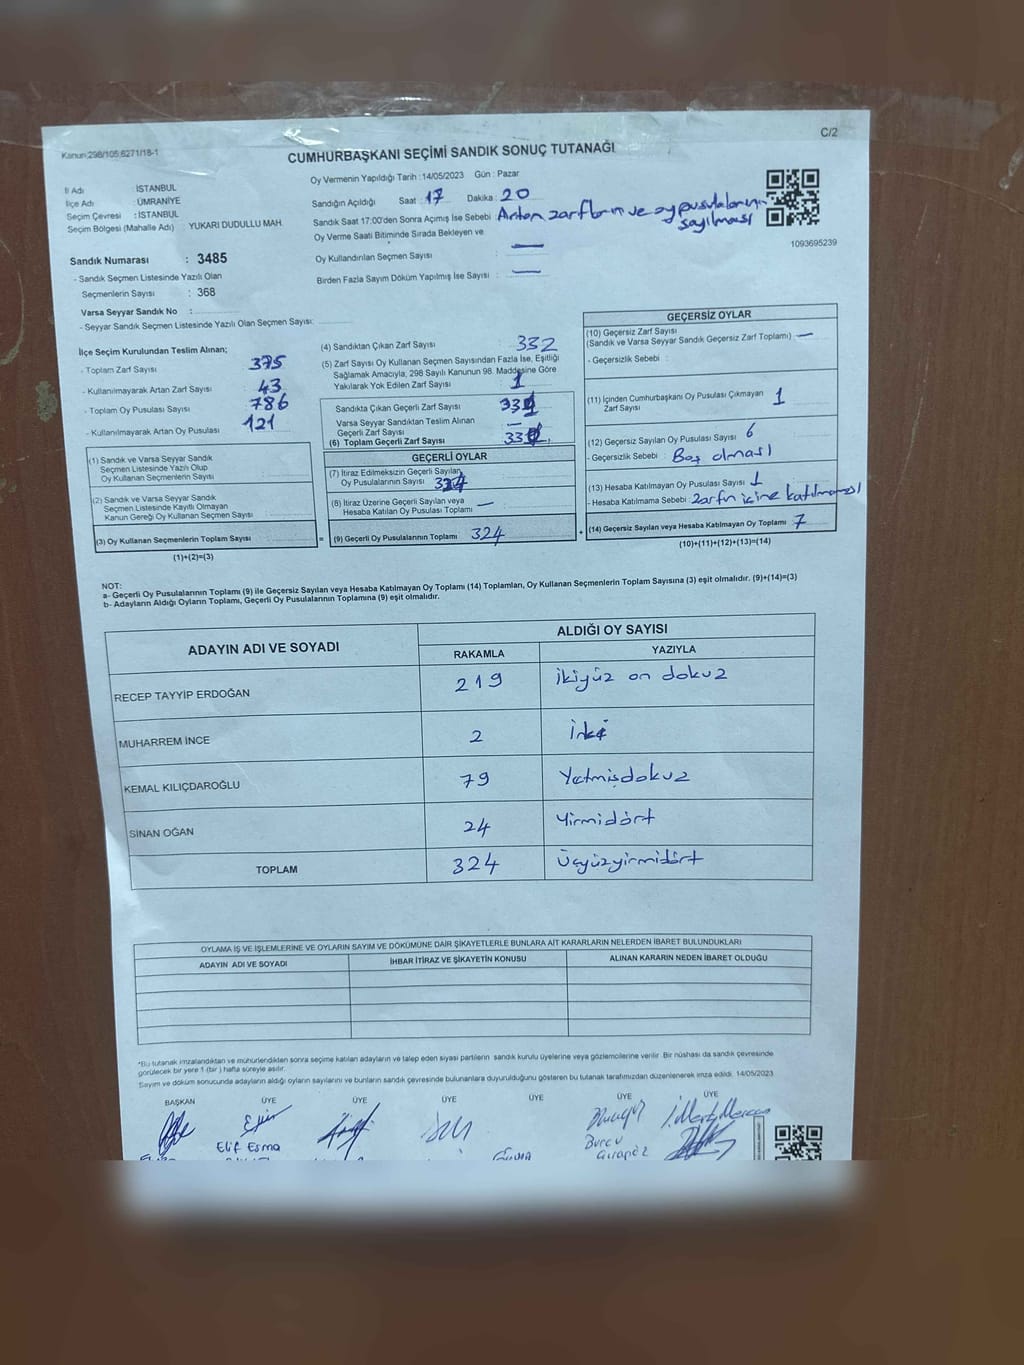 Kanun:298/105,6271/18-1
C/2
CUMHURBAŞKANI SEÇİMİ SANDIK SONUÇ TUTANAĞI
İl Adı : İSTANBUL
İlçe Adı : ÜMRANİYE
Seçim Çevresi : İSTANBUL
Seçim Bölgesi (Mahalle Adı) : YUKARI DUDULLU MAH.
Sandık Numarası : 3485
- Sandık Seçmen Listesinde Yazılı Olan
Seçmenlerin Sayısı : 368
Varsa Seyyar Sandık No :
- Seyyar Sandık Seçmen Listesinde Yazılı Olan Seçmen Sayısı:
Oy Vermenin Yapıldığı Tarih : 14/05/2023 Gün : Pazar
Sandığın Açıldığı Saat : 17 Dakika : 20
Sandık Saat 17:00'den Sonra Açımış İse Sebebi : Artan zarfların ve oy pusulalarının
sayılması
Oy Verme Saati Bitiminde Sırada Bekleyen ve
Oy Kullandırılan Seçmen Sayısı : —
Birden Fazla Sayım Döküm Yapılmış İse Sayısı : —
1093695239
İlçe Seçim Kurulundan Teslim Alınan;
- Toplam Zarf Sayısı : 375
- Kullanılmayarak Artan Zarf Sayısı : 43
- Toplam Oy Pusulası Sayısı : 786
- Kullanılmayarak Artan Oy Pusulası : 121
(1) Sandık ve Varsa Seyyar Sandık
Seçmen Listesinde Yazılı Olup
Oy Kullanan Seçmenlerin Sayısı
(2) Sandık ve Varsa Seyyar Sandık
Seçmen Listesinde Kayıtlı Olmayan
Kanun Gereği Oy Kullanan Seçmen Sayısı
(3) Oy Kullanan Seçmenlerin Toplam Sayısı
(1)+(2)=(3)
(4) Sandıktan Çıkan Zarf Sayısı : 332
(5) Zarf Sayısı Oy Kullanan Seçmen Sayısından Fazla İse, Eşitliği
Sağlamak Amacıyla, 298 Sayılı Kanunun 98. Maddesine Göre
Yakılarak Yok Edilen Zarf Sayısı : 1
Sandıkta Çıkan Geçerli Zarf Sayısı : 331
Varsa Seyyar Sandıktan Teslim Alınan
Geçerli Zarf Sayısı : —
(6) Toplam Geçerli Zarf Sayısı :
GEÇERLİ OYLAR
(7) İtiraz Edilmeksizin Geçerli Sayılan
Oy Pusulalarının Sayısı : 324
(8) İtiraz Üzerine Geçerli Sayılan veya
Hesaba Katılan Oy Pusulası Toplamı : —
(9) Geçerli Oy Pusulalarının Toplamı : 324
GEÇERSİZ OYLAR
(10) Geçersiz Zarf Sayısı
(Sandık ve Varsa Seyyar Sandık Geçersiz Zarf Toplamı) —
- Geçersizlik Sebebi :
(11) İçinden Cumhurbaşkanı Oy Pusulası Çıkmayan
Zarf Sayısı : 1
(12) Geçersiz Sayılan Oy Pusulası Sayısı : 6
- Geçersizlik Sebebi : Boş olması
(13) Hesaba Katılmayan Oy Pusulası Sayısı : 1
- Hesaba Katılmama Sebebi : Zarfın içine katılmaması
(14) Geçersiz Sayılan veya Hesaba Katılmayan Oy Toplamı : 7
(10)+(11)+(12)+(13)=(14)
NOT:
a- Geçerli Oy Pusulalarının Toplamı (9) ile Geçersiz Sayılan veya Hesaba Katılmayan Oy Toplamı (14) Toplamları, Oy Kullanan Seçmenlerin Toplam Sayısına (3) eşit olmalıdır. (9)+(14)=(3)
b- Adayların Aldığı Oyların Toplamı, Geçerli Oy Pusulalarının Toplamına (9) eşit olmalıdır.
ADAYIN ADI VE SOYADI
ALDIĞI OY SAYISI
RAKAMLA YAZIYLA
RECEP TAYYİP ERDOĞAN 219 İkiyüz on dokuz
MUHARREM İNCE 2 İki
KEMAL KILIÇDAROĞLU 79 Yetmişdokuz
SİNAN OĞAN 24 Yirmidört
TOPLAM 324 Üçyüzyirmidört
OYLAMA İŞ VE İŞLEMLERİNE VE OYLARIN SAYIM VE DÖKÜMÜNE DAİR ŞİKAYETLERLE BUNLARA AİT KARARLARIN NELERDEN İBARET BULUNDUKLARI
ADAYIN ADI VE SOYADI İHBAR İTİRAZ VE ŞİKAYETİN KONUSU ALINAN KARARIN NEDEN İBARET OLDUĞU
*Bu tutanak imzalandıktan ve mühürlendikten sonra seçime katılan adayların ve talep eden siyasi partilerin sandık kurulu üyelerine veya gözlemcilerine verilir. Bir nüshası da sandık çevresinde
görülecek bir yere 1 (bir ) hafta süreyle asılır.
Sayım ve döküm sonucunda adayların aldığı oyların sayılarını ve bunların sandık çevresinde bulunanlara duyurulduğunu gösteren bu tutanak tarafımızdan düzenlenerek imza edildi. 14/05/2023
BAŞKAN ÜYE ÜYE ÜYE ÜYE ÜYE ÜYE
Elif Esma
Burcu